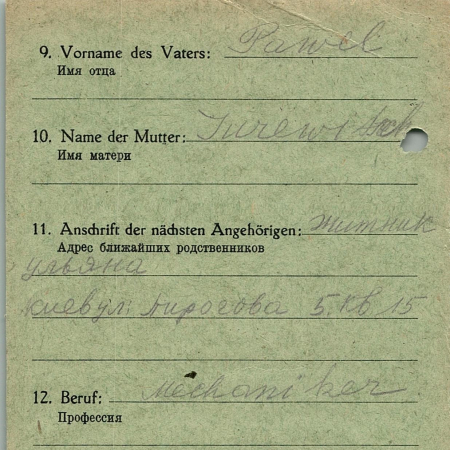 9. Vorname des Vaters: Pawel
Имя отца
10. Name der Mutter: Jurewitsch
Имя матери
11. Anschrift der nächsten Angehörigen: Житник
Адрес ближайших родственников
ульяна
киев ул: Пирогова 5. кв 15
12. Beruf: Mechaniker
Профессия